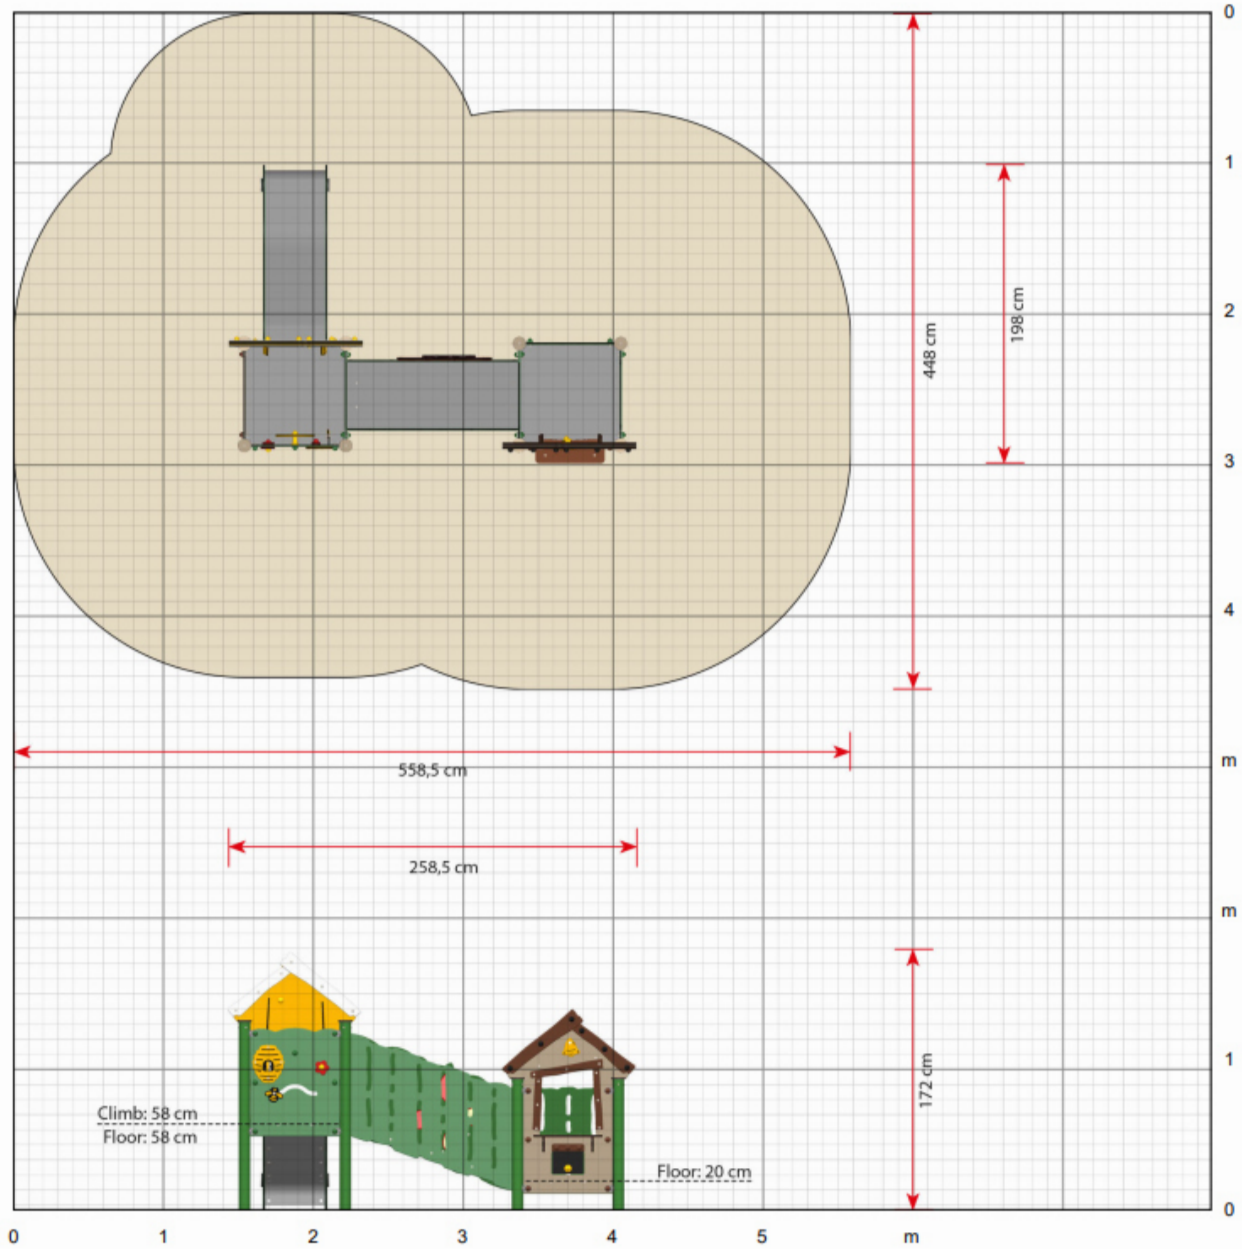 0
1
198 cm
2
448 cm
3
4
m
558,5 cm
258,5 cm
m
1
172 cm
Climb: 58 cm
Floor: 58 cm
Floor: 20 cm
0
0 1 2 3 4 5 m